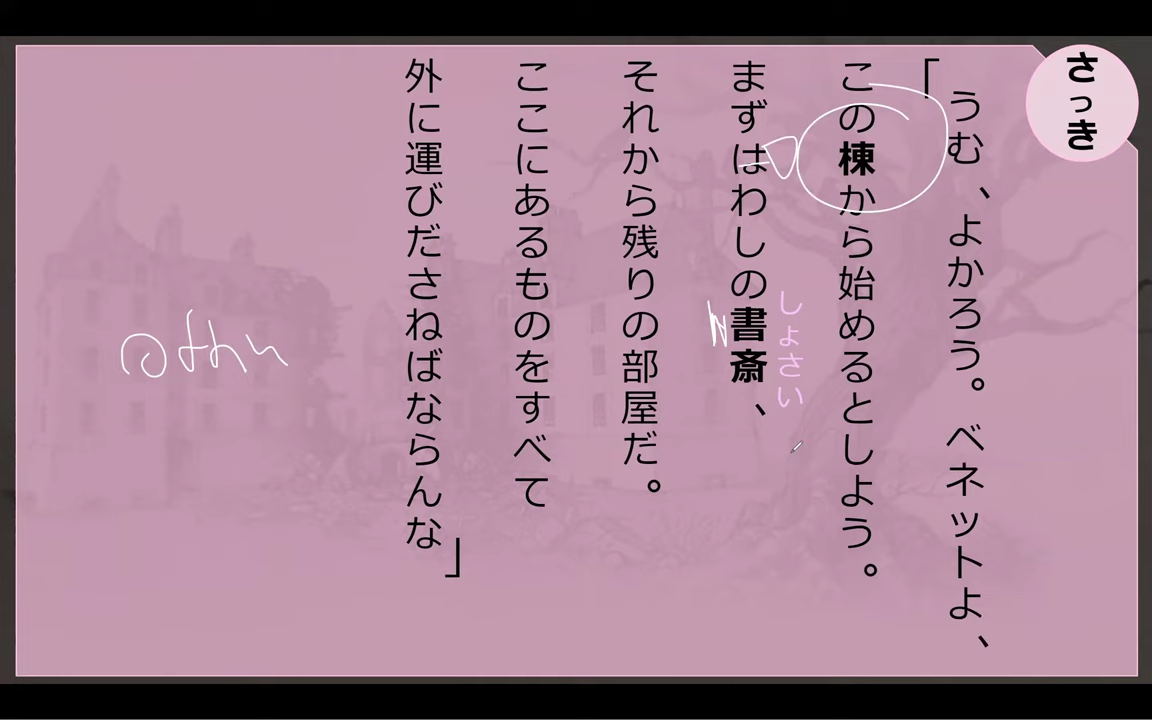 さっき
「うむ、よかろう。ベネットよ、
この棟から始めるとしよう。
まずはわしの書斎、
しょさい
それから残りの部屋だ。
ここにあるものをすべて
外に運びださねばならんな」